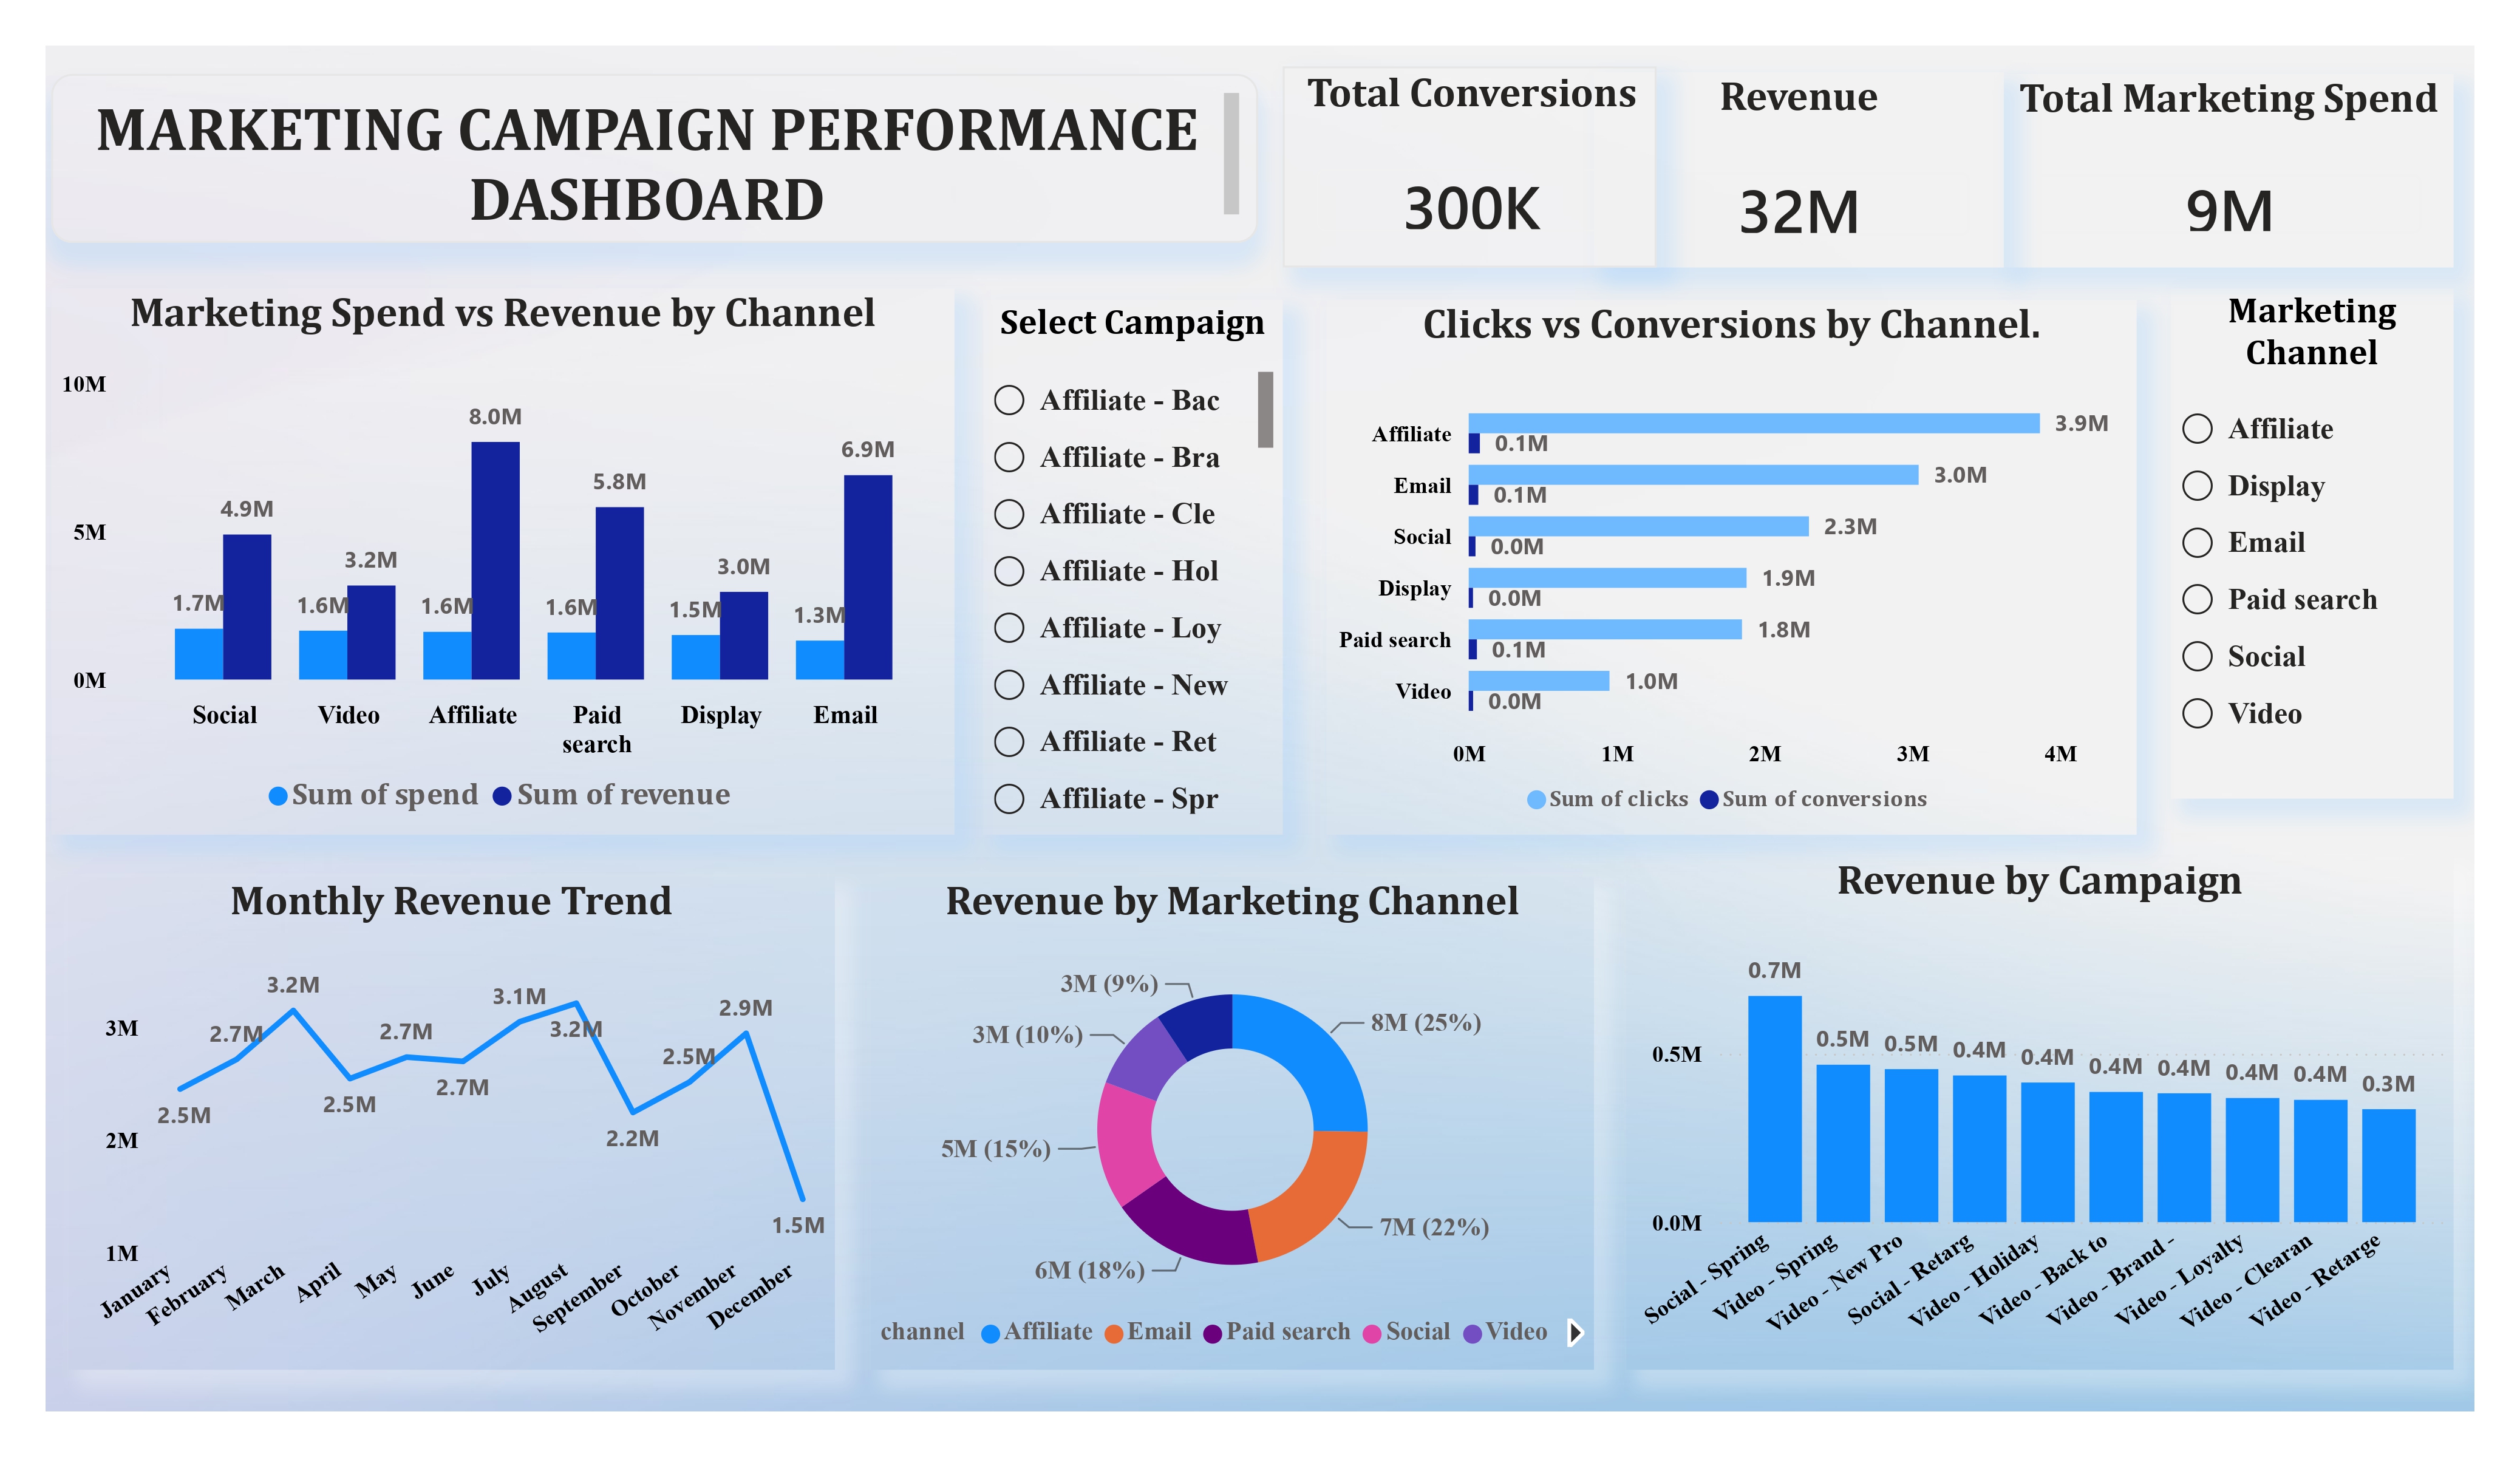 MARKETING CAMPAIGN PERFORMANCE
DASHBOARD
Total Conversions
300K
Revenue
32M
Total Marketing Spend
9M
Marketing Spend vs Revenue by Channel
10M
5M
0M
1.7M
4.9M
1.6M
3.2M
1.6M
8.0M
1.6M
5.8M
1.5M
3.0M
1.3M
6.9M
Social
Video
Affiliate
Paid
search
Display
Email
Sum of spend
Sum of revenue
Select Campaign
Affiliate - Bac
Affiliate - Bra
Affiliate - Cle
Affiliate - Hol
Affiliate - Loy
Affiliate - New
Affiliate - Ret
Affiliate - Spr
Clicks vs Conversions by Channel.
Affiliate
3.9M
0.1M
Email
3.0M
0.1M
Social
2.3M
0.0M
Display
1.9M
0.0M
Paid search
1.8M
0.1M
Video
1.0M
0.0M
0M
1M
2M
3M
4M
Sum of clicks
Sum of conversions
Marketing
Channel
Affiliate
Display
Email
Paid search
Social
Video
Monthly Revenue Trend
3M
2M
1M
2.5M
2.7M
3.2M
2.5M
2.7M
2.7M
3.1M
3.2M
2.2M
2.5M
2.9M
1.5M
January
February
March
April
May
June
July
August
September
October
November
December
Revenue by Marketing Channel
8M (25%)
7M (22%)
6M (18%)
5M (15%)
3M (10%)
3M (9%)
channel
Affiliate
Email
Paid search
Social
Video
Revenue by Campaign
0.5M
0.0M
0.7M
0.5M
0.5M
0.4M
0.4M
0.4M
0.4M
0.4M
0.4M
0.3M
Social - Spring
Video - Spring
Video - New Pro
Social - Retarg
Video - Holiday
Video - Back to
Video - Brand -
Video - Loyalty
Video - Clearan
Video - Retarge